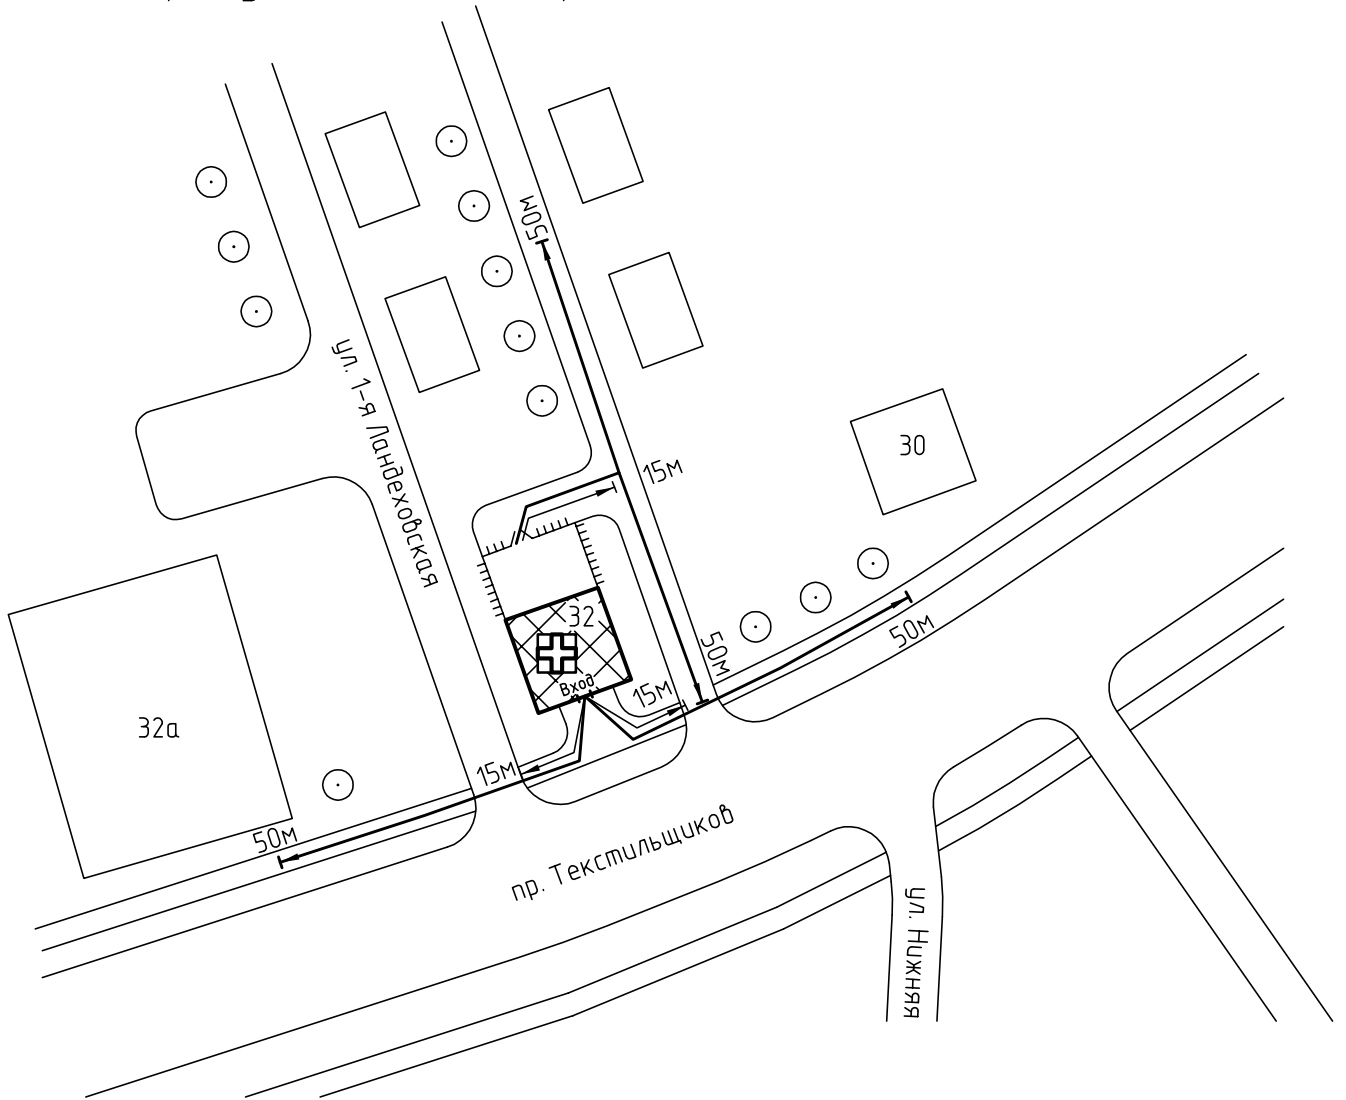 50м
ул. 1-я Ландеховская
15м
30
32
Вход
50м
50м
15м
15м
32а
50м
пр. Текстильщиков
ул. Нижняя